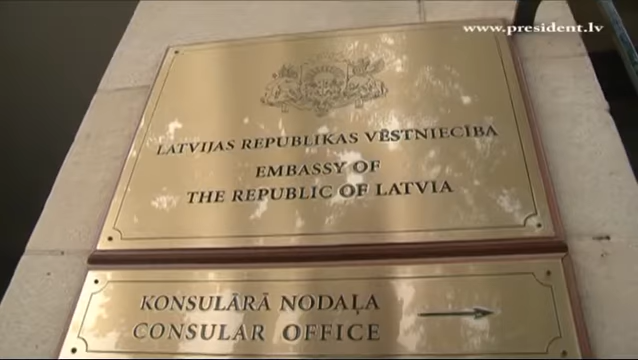 www.president.lv
LATVIJAS REPUBLIKAS VĒSTNIECĪBA
EMBASSY OF
THE REPUBLIC OF LATVIA
KONSULĀRĀ NODAĻA
CONSULAR OFFICE